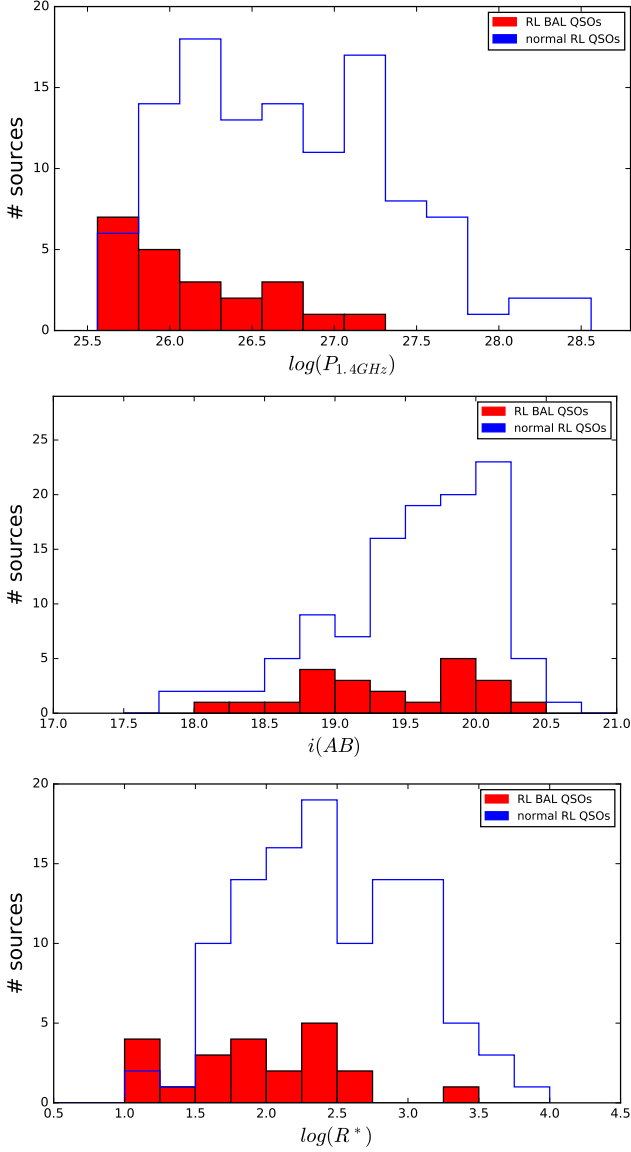 20
15
10
5
0
# sources
RL BAL QSOs
normal RL QSOs
25.5 26.0 26.5 27.0 27.5 28.0 28.5
log(P1.4GHz)
25
20
15
10
5
0
# sources
RL BAL QSOs
normal RL QSOs
17.0 17.5 18.0 18.5 19.0 19.5 20.0 20.5 21.0
i(AB)
20
15
10
5
0
# sources
RL BAL QSOs
normal RL QSOs
0.5 1.0 1.5 2.0 2.5 3.0 3.5 4.0 4.5
log(R*)